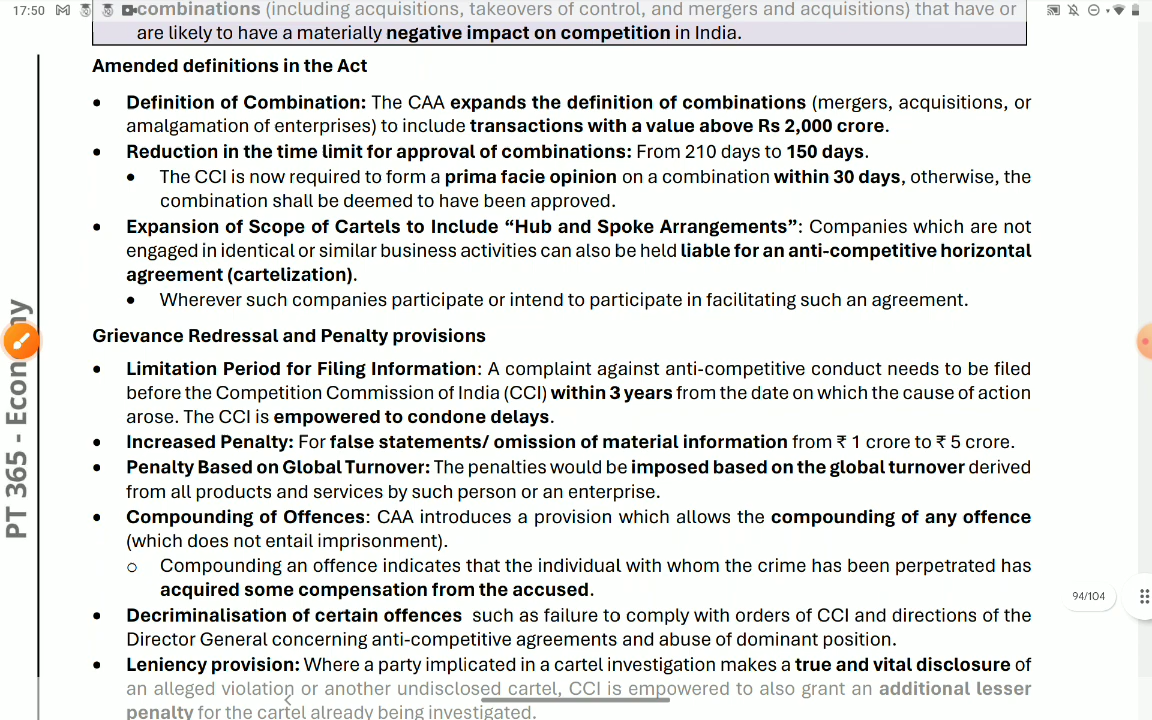 17:50
combinations (including acquisitions, takeovers of control, and mergers and acquisitions) that have or
are likely to have a materially negative impact on competition in India.
Amended definitions in the Act
• Definition of Combination: The CAA expands the definition of combinations (mergers, acquisitions, or
amalgamation of enterprises) to include transactions with a value above Rs 2,000 crore.
• Reduction in the time limit for approval of combinations: From 210 days to 150 days.
• The CCI is now required to form a prima facie opinion on a combination within 30 days, otherwise, the
combination shall be deemed to have been approved.
• Expansion of Scope of Cartels to Include “Hub and Spoke Arrangements”: Companies which are not
engaged in identical or similar business activities can also be held liable for an anti-competitive horizontal
agreement (cartelization).
• Wherever such companies participate or intend to participate in facilitating such an agreement.
Grievance Redressal and Penalty provisions
• Limitation Period for Filing Information: A complaint against anti-competitive conduct needs to be filed
before the Competition Commission of India (CCI) within 3 years from the date on which the cause of action
arose. The CCI is empowered to condone delays.
• Increased Penalty: For false statements/ omission of material information from ₹ 1 crore to ₹ 5 crore.
• Penalty Based on Global Turnover: The penalties would be imposed based on the global turnover derived
from all products and services by such person or an enterprise.
• Compounding of Offences: CAA introduces a provision which allows the compounding of any offence
(which does not entail imprisonment).
o Compounding an offence indicates that the individual with whom the crime has been perpetrated has
acquired some compensation from the accused.
• Decriminalisation of certain offences such as failure to comply with orders of CCI and directions of the
Director General concerning anti-competitive agreements and abuse of dominant position.
• Leniency provision: Where a party implicated in a cartel investigation makes a true and vital disclosure of
an alleged violation or another undisclosed cartel, CCI is empowered to also grant an additional lesser
penalty for the cartel already being investigated.
PT 365 -
94/104